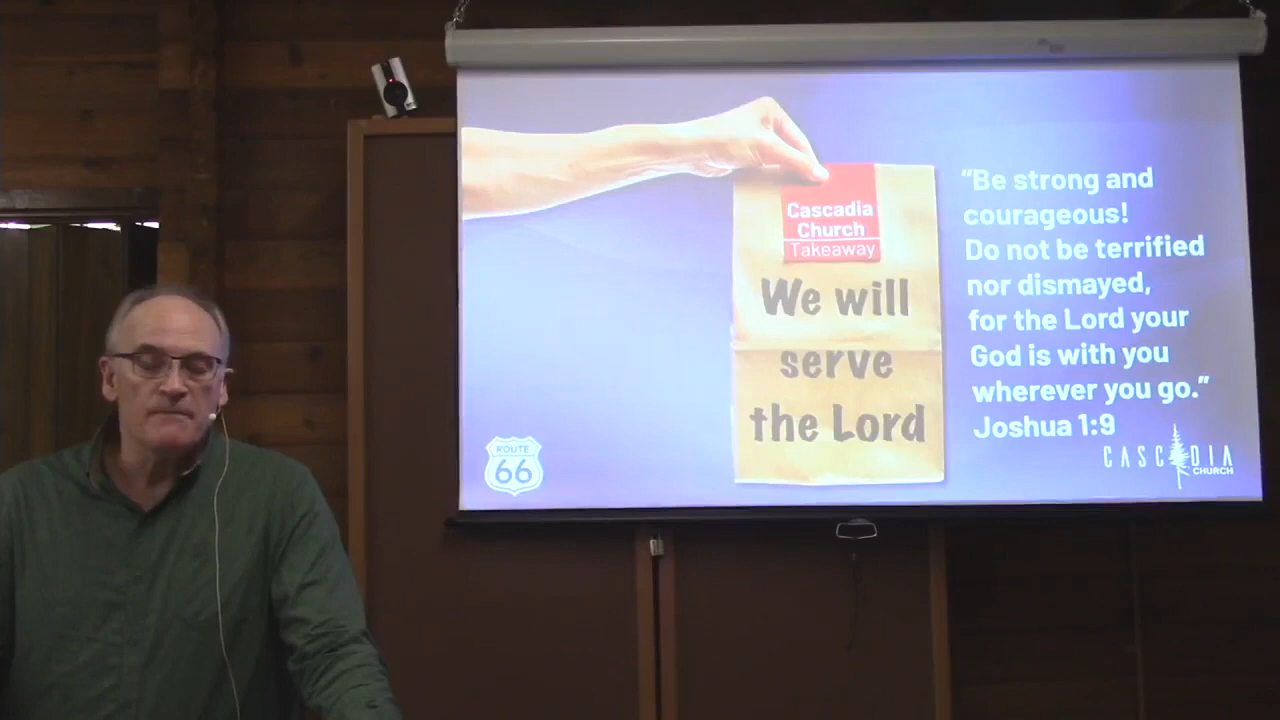 Cascadia
Church
Takeaway
We will
serve
the Lord
“Be strong and
courageous!
Do not be terrified
nor dismayed,
for the Lord your
God is with you
wherever you go.”
Joshua 1:9
ROUTE
66
CASCADIA
CHURCH